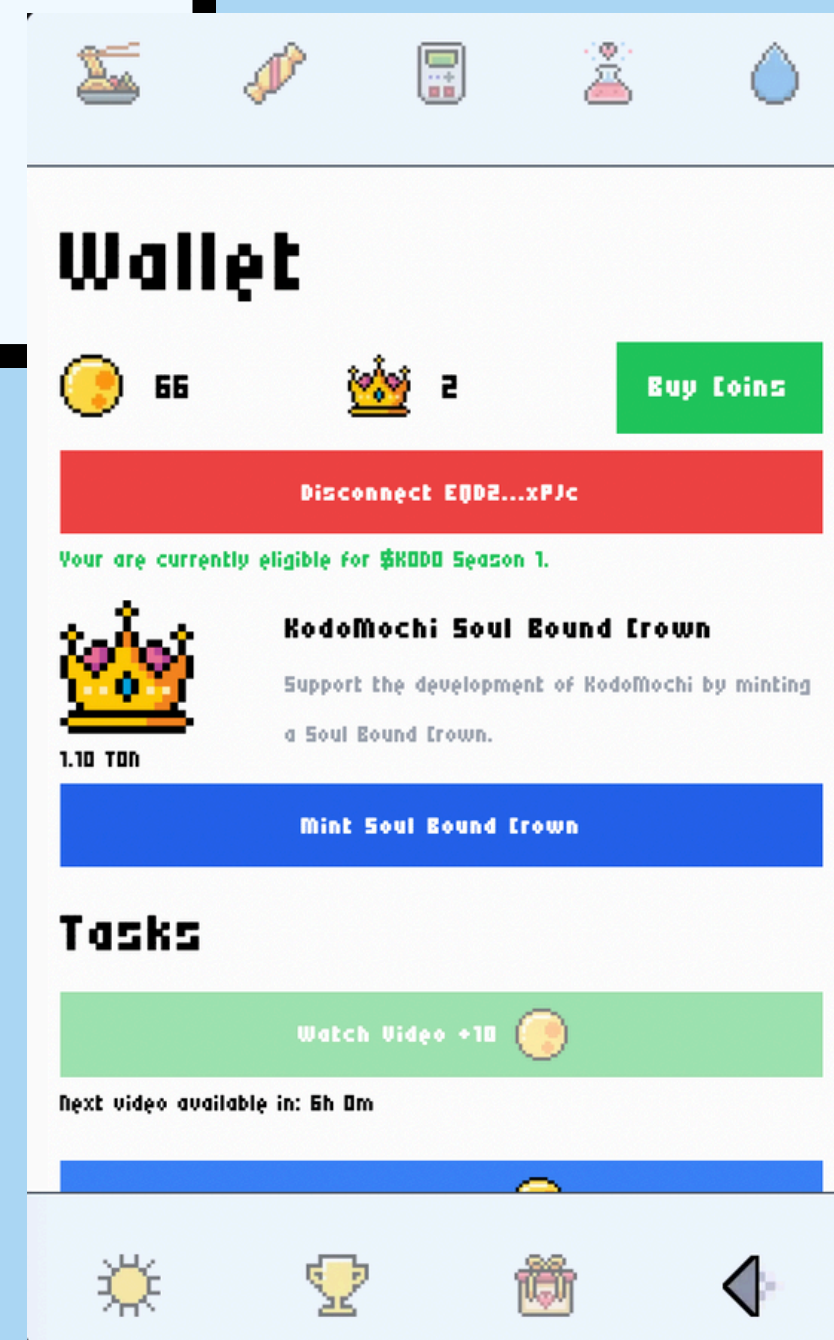 Wallet
66
2
Buy Coins
Disconnect EQD2...xPJc
Your are currently eligible for $KODO Season 1.
KodoMochi Soul Bound Crown
Support the development of KodoMochi by minting
a Soul Bound Crown.
1.10 TON
Mint Soul Bound Crown
Tasks
Watch Video +10
Next video available in: 6h 0m